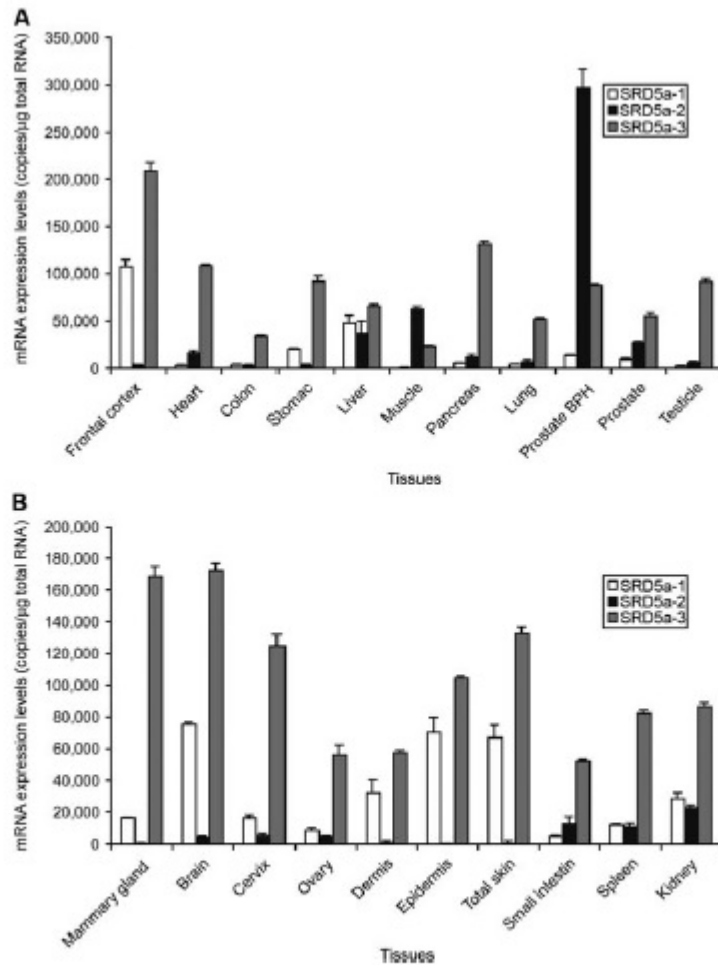 A
mRNA expression levels (copies/µg total RNA)
350,000
300,000
250,000
200,000
150,000
100,000
50,000
0
SRD5a-1
SRD5a-2
SRD5a-3
Frontal cortex
Heart
Colon
Stomac
Liver
Muscle
Pancreas
Lung
Prostate BPH
Prostate
Testicle
Tissues
B
mRNA expression levels (copies/µg total RNA)
200,000
180,000
160,000
140,000
120,000
100,000
80,000
60,000
40,000
20,000
0
SRD5a-1
SRD5a-2
SRD5a-3
Mammary gland
Brain
Cervix
Ovary
Dermis
Epidermis
Total skin
Small intestin
Spleen
Kidney
Tissues